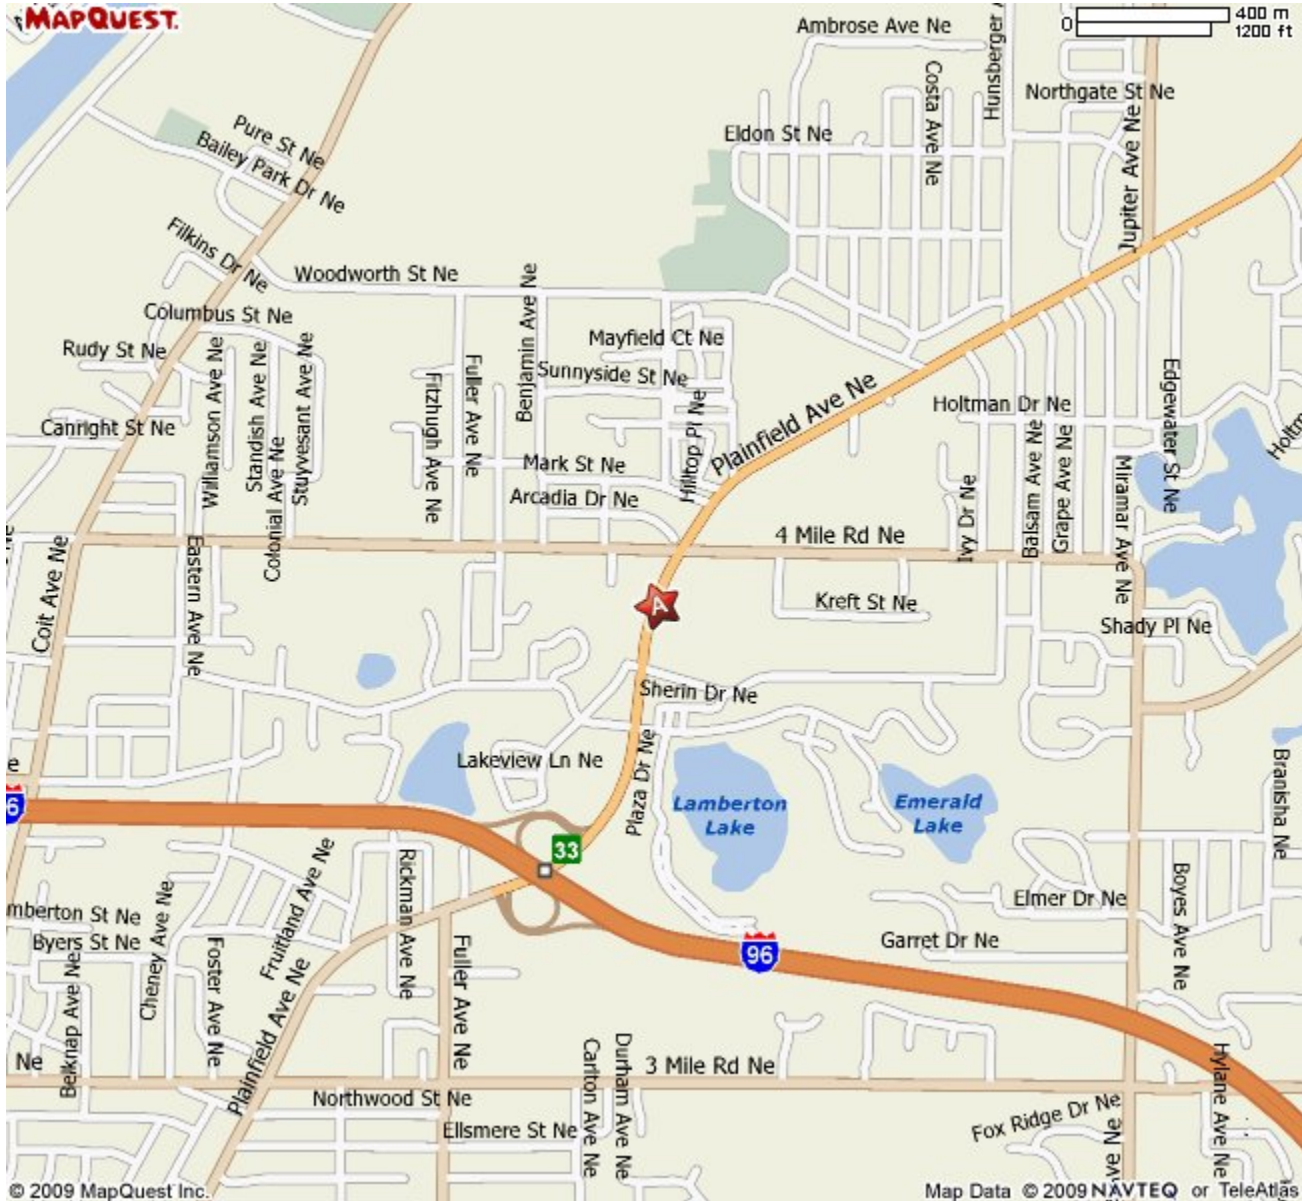 MAPQUEST.
0
400 m
1200 ft
Ambrose Ave Ne
Hunsberger A
Costa Ave Ne
Northgate St Ne
Jupiter Ave Ne
Eldon St Ne
Pure St Ne
Bailey Park Dr Ne
Filkins Dr Ne
Woodworth St Ne
Benjamin Ave Ne
Columbus St Ne
Rudy St Ne
Mayfield Ct Ne
Sunnyside St Ne
Williamson Ave Ne
Standish Ave Ne
Stuyvesant Ave Ne
Colonial Ave Ne
Fitzhugh Ave Ne
Fuller Ave Ne
Hilltop Pl Ne
Plainfield Ave Ne
Holtman Dr Ne
Edgewater St Ne
Holtm
Canright St Ne
Mark St Ne
Arcadia Dr Ne
Ivy Dr Ne
Balsam Ave Ne
Grape Ave Ne
Miramar Ave Ne
4 Mile Rd Ne
Coit Ave Ne
Eastern Ave Ne
A
Kreft St Ne
Shady Pl Ne
Sherin Dr Ne
Lakeview Ln Ne
Plaza Dr Ne
Lamberton
Lake
Emerald
Lake
Branisha Ne
e
6
33
Rickman Ave Ne
Fruitland Ave Ne
Cheney Ave Ne
mberton St Ne
Byers St Ne
Elmer Dr Ne
Boyes Ave Ne
Garret Dr Ne
96
Foster Ave Ne
Belknap Ave Ne
Plainfield Ave Ne
Fuller Ave Ne
Ne
3 Mile Rd Ne
Carlton Ave Ne
Durham Ave Ne
Hylane Ave Ne
Northwood St Ne
Ellsmere St Ne
Fox Ridge Dr Ne
Ave Ne
© 2009 MapQuest Inc.
Map Data © 2009 NAVTEQ or TeleAtlas